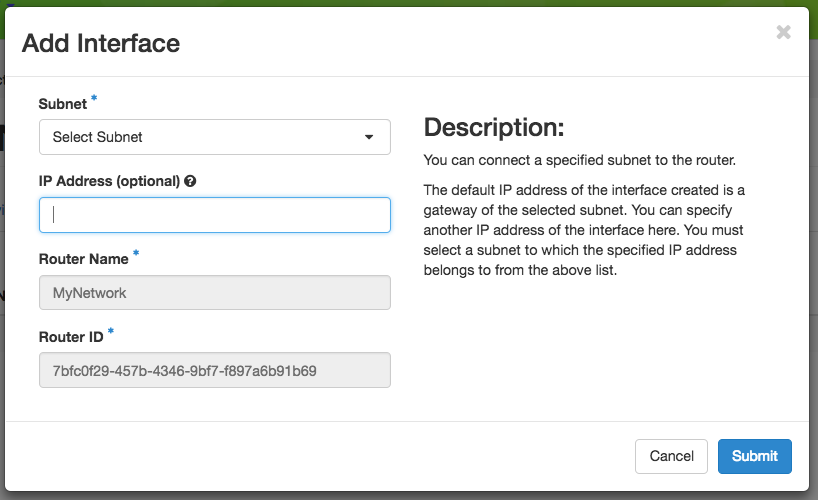 Add Interface
×
Subnet *
Select Subnet
IP Address (optional) ?
Router Name *
MyNetwork
Router ID *
7bfc0f29-457b-4346-9bf7-f897a6b91b69
Description:
You can connect a specified subnet to the router.
The default IP address of the interface created is a
gateway of the selected subnet. You can specify
another IP address of the interface here. You must
select a subnet to which the specified IP address
belongs to from the above list.
Cancel
Submit